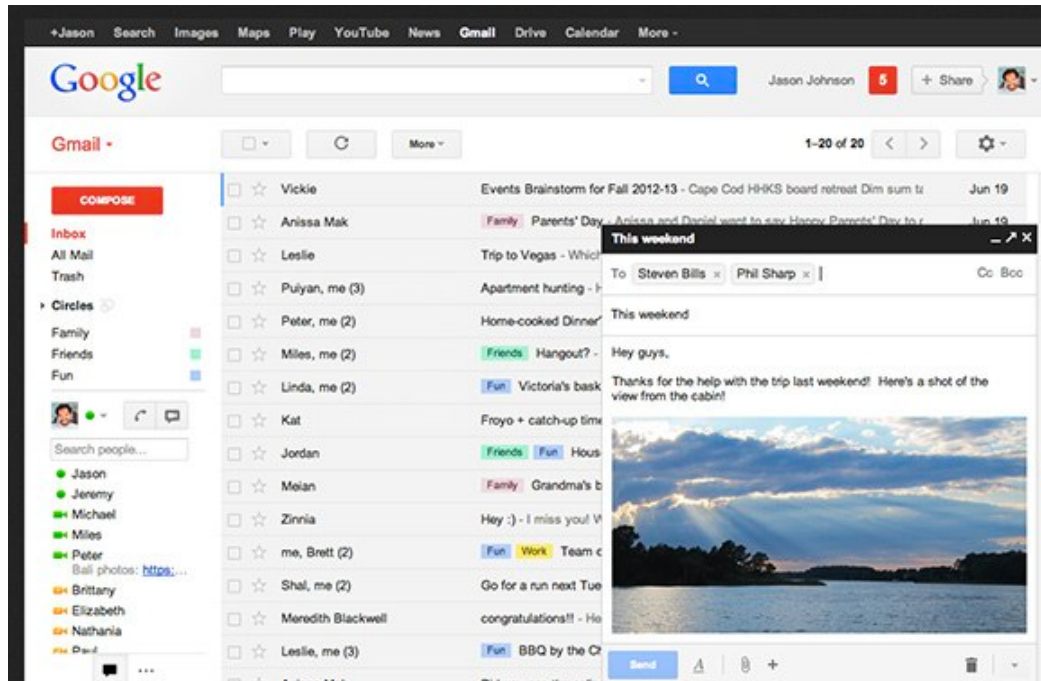 +Jason Search Images Maps Play YouTube News Gmail Drive Calendar More
Google
Jason Johnson 5 + Share
Gmail
More
1–20 of 20
COMPOSE
Inbox
All Mail
Trash
Circles
Family
Friends
Fun
Search people...
Jason
Jeremy
Michael
Miles
Peter
Bali photos: https:...
Brittany
Elizabeth
Nathania
Paul
Vickie Events Brainstorm for Fall 2012-13 - Cape Cod HHKS board retreat Dim sum Jun 19
Anissa Mak Family Parents' Day - Anissa and Daniel want to say Happy Parents' Day to Jun 19
Leslie Trip to Vegas - Which
Puiyan, me (3) Apartment hunting -
Peter, me (2) Home-cooked Dinner
Miles, me (2) Friends Hangout? -
Linda, me (2) Fun Victoria's bask
Kat Froyo + catch-up time
Jordan Friends Fun Hous
Meian Family Grandma's b
Zinnia Hey :) - I miss you! W
me, Brett (2) Fun Work Team
Shal, me (2) Go for a run next Tue
Meredith Blackwell congratulations!! - Ho
Leslie, me (3) Fun BBQ by the
This weekend
To Steven Bills × Phil Sharp × Cc Bcc
This weekend
Hey guys,
Thanks for the help with the trip last weekend! Here's a shot of the
view from the cabin!
Send A +